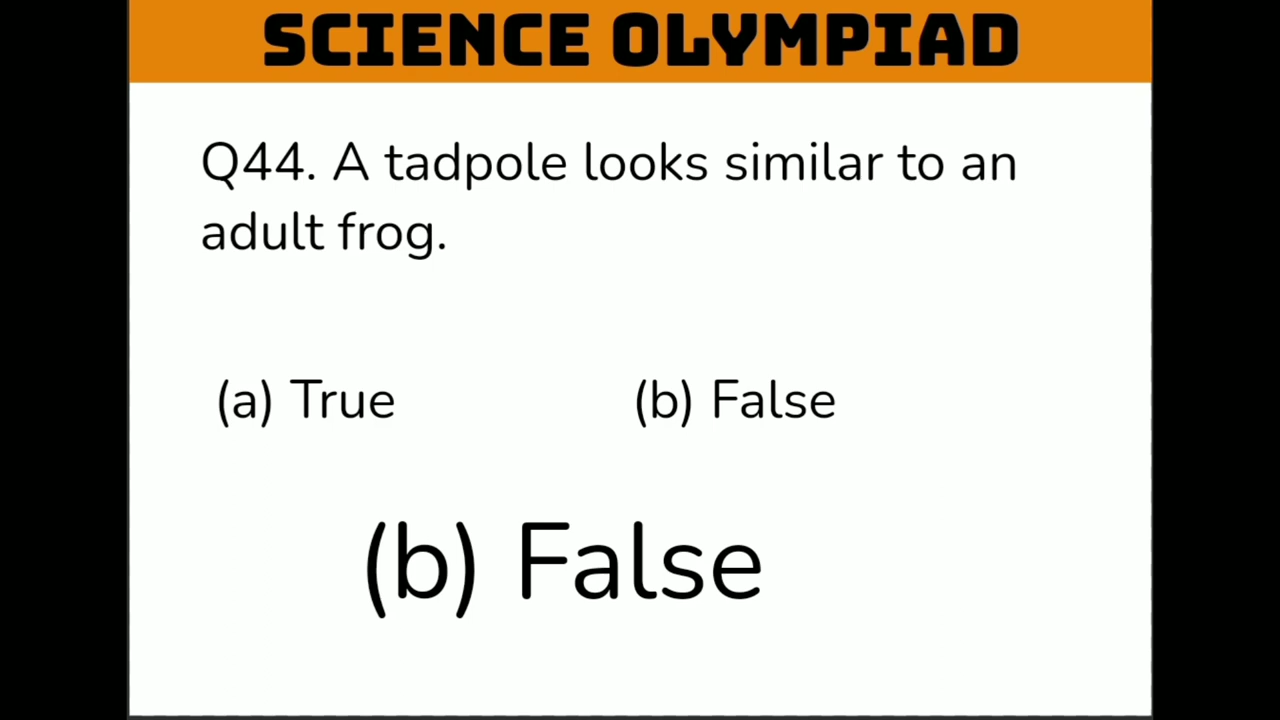 SCIENCE OLYMPIAD
Q44. A tadpole looks similar to an
adult frog.
(a) True (b) False
(b) False